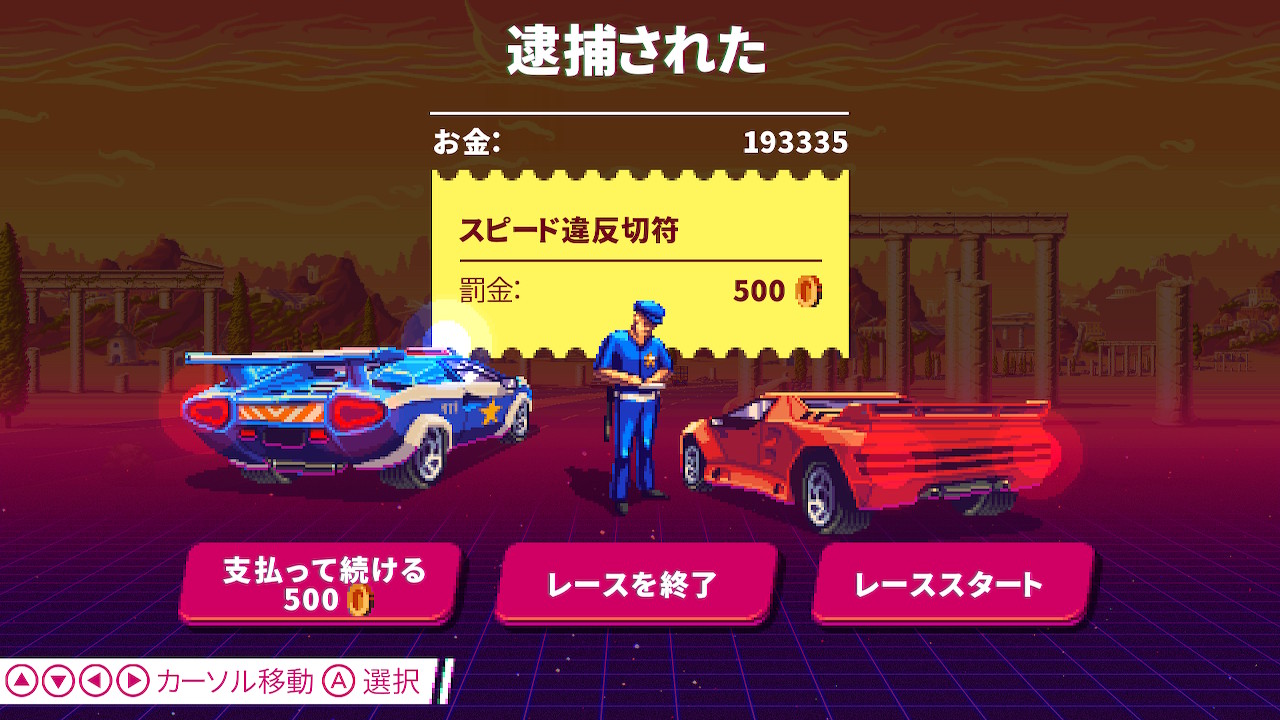 逮捕された
お金: 193335
スピード違反切符
罰金: 500
支払って続ける
500
レースを終了
レーススタート
カーソル移動 A 選択